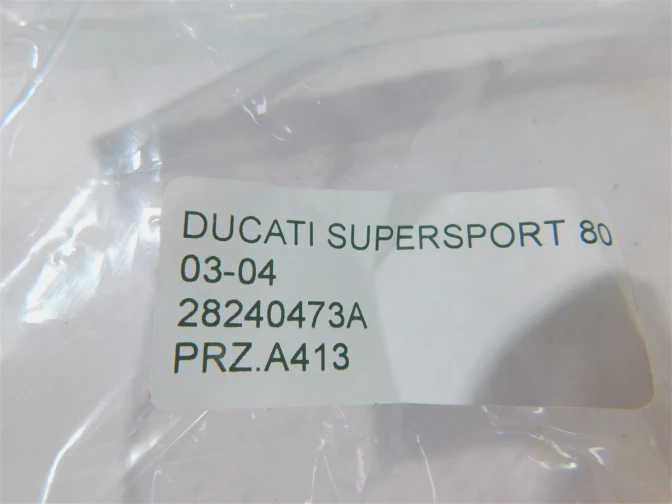 DUCATI SUPERSPORT 80
03-04
28240473A
PRZ.A413